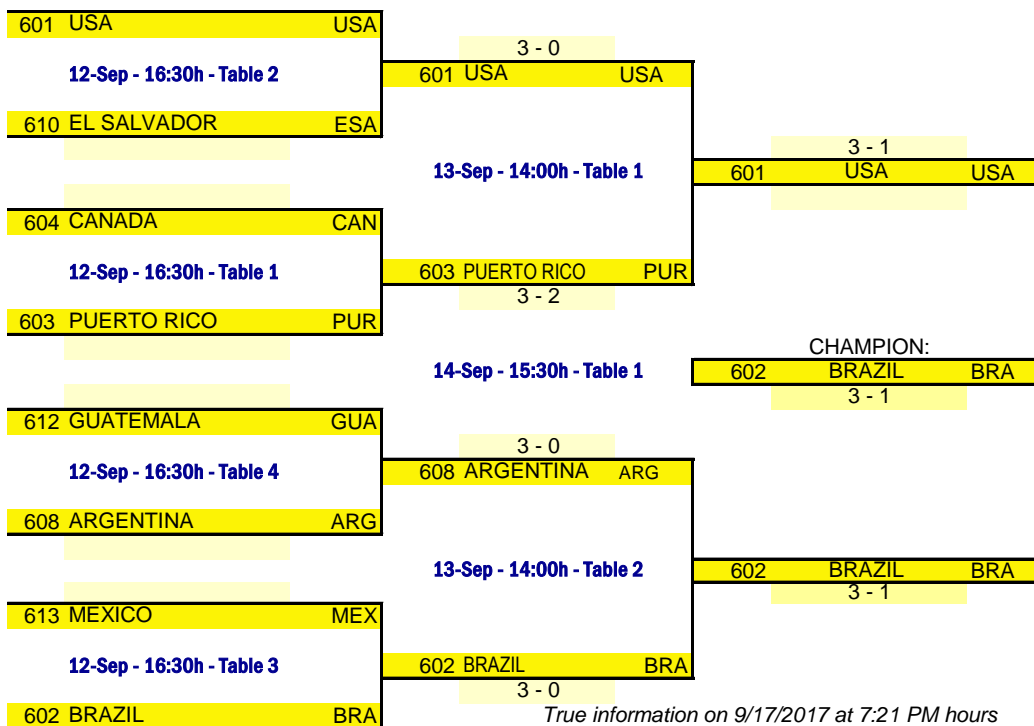 601 USA USA
3 - 0
12-Sep - 16:30h - Table 2
601 USA USA
610 EL SALVADOR ESA
3 - 1
13-Sep - 14:00h - Table 1
601 USA USA
604 CANADA CAN
12-Sep - 16:30h - Table 1
603 PUERTO RICO PUR
3 - 2
603 PUERTO RICO PUR
CHAMPION:
14-Sep - 15:30h - Table 1
602 BRAZIL BRA
3 - 1
612 GUATEMALA GUA
3 - 0
12-Sep - 16:30h - Table 4
608 ARGENTINA ARG
608 ARGENTINA ARG
13-Sep - 14:00h - Table 2
602 BRAZIL BRA
3 - 1
613 MEXICO MEX
12-Sep - 16:30h - Table 3
602 BRAZIL BRA
3 - 0
602 BRAZIL BRA
True information on 9/17/2017 at 7:21 PM hours